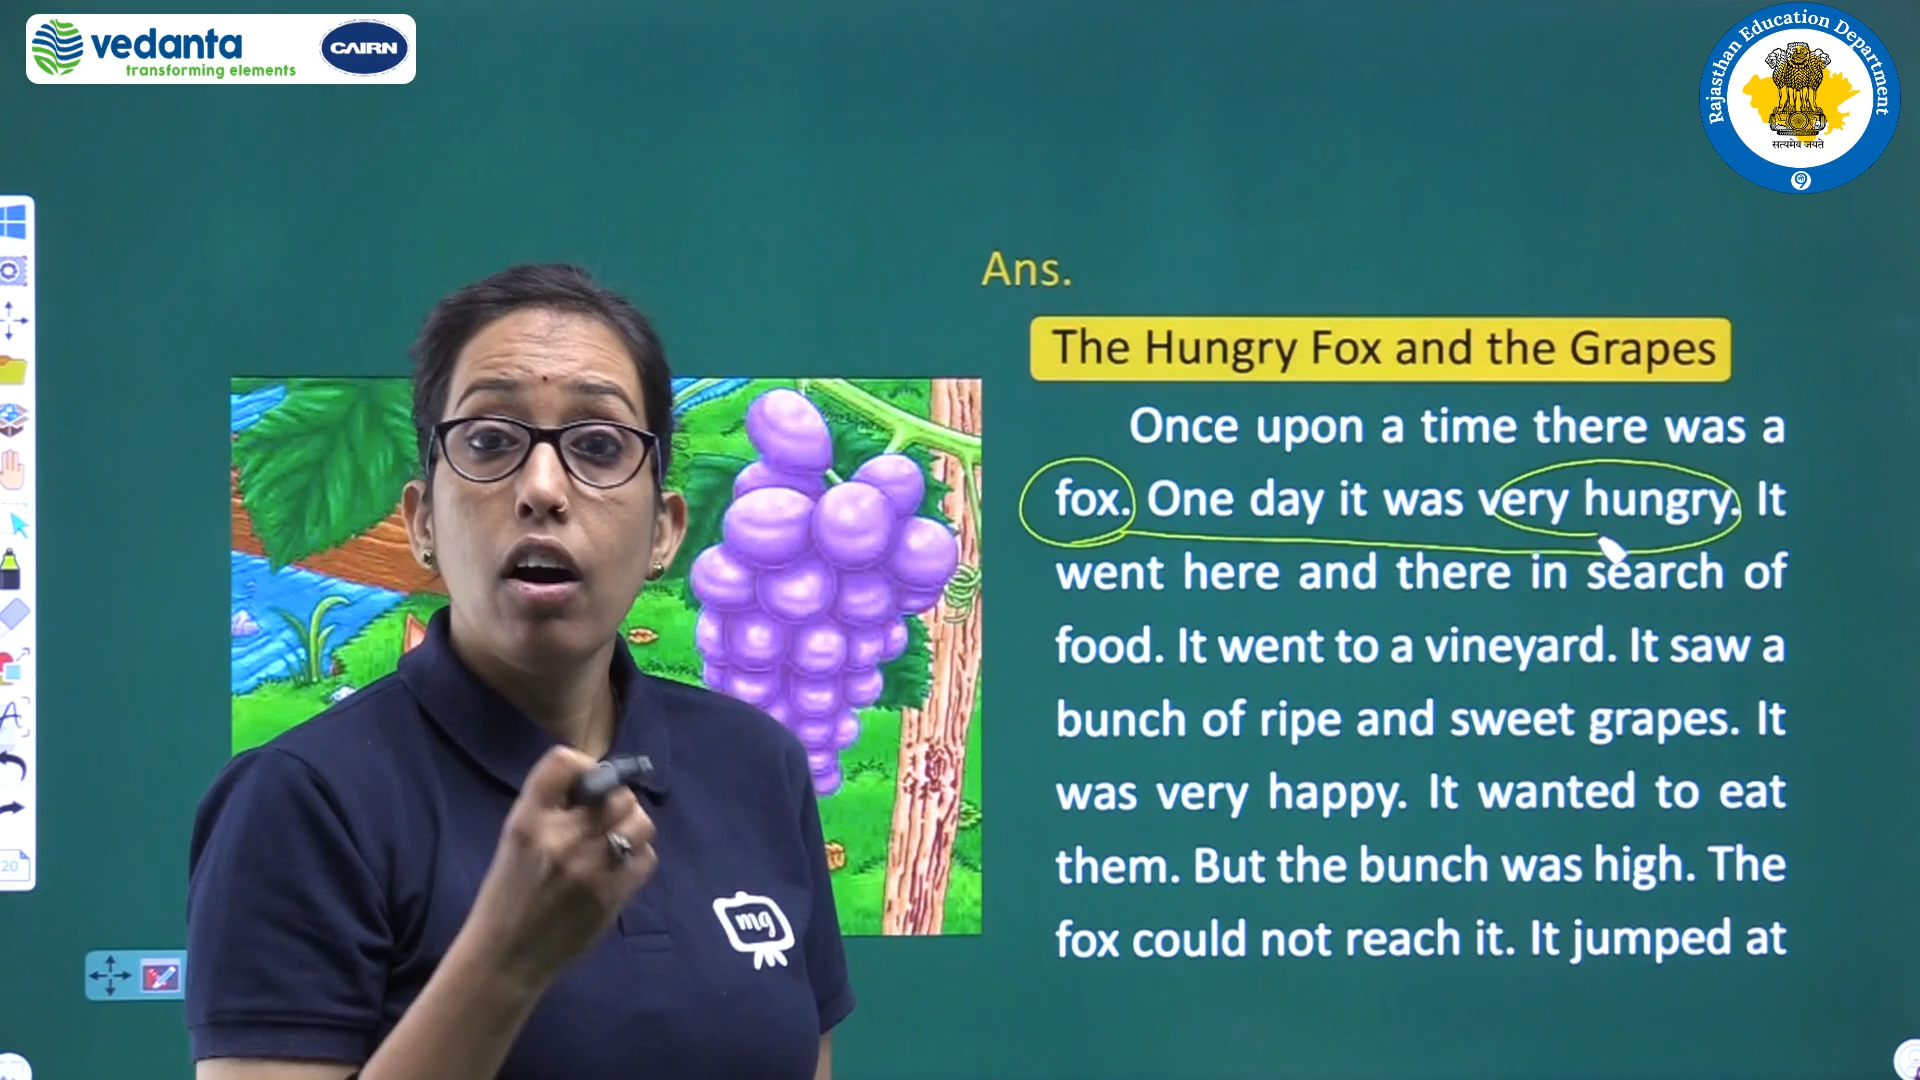 vedanta
transforming elements
CAIRN
Rajasthan Education Department
सत्यमेव जयते
Ans.
The Hungry Fox and the Grapes
Once upon a time there was a
fox. One day it was very hungry. It
went here and there in search of
food. It went to a vineyard. It saw a
bunch of ripe and sweet grapes. It
was very happy. It wanted to eat
them. But the bunch was high. The
fox could not reach it. It jumped at
mg
20